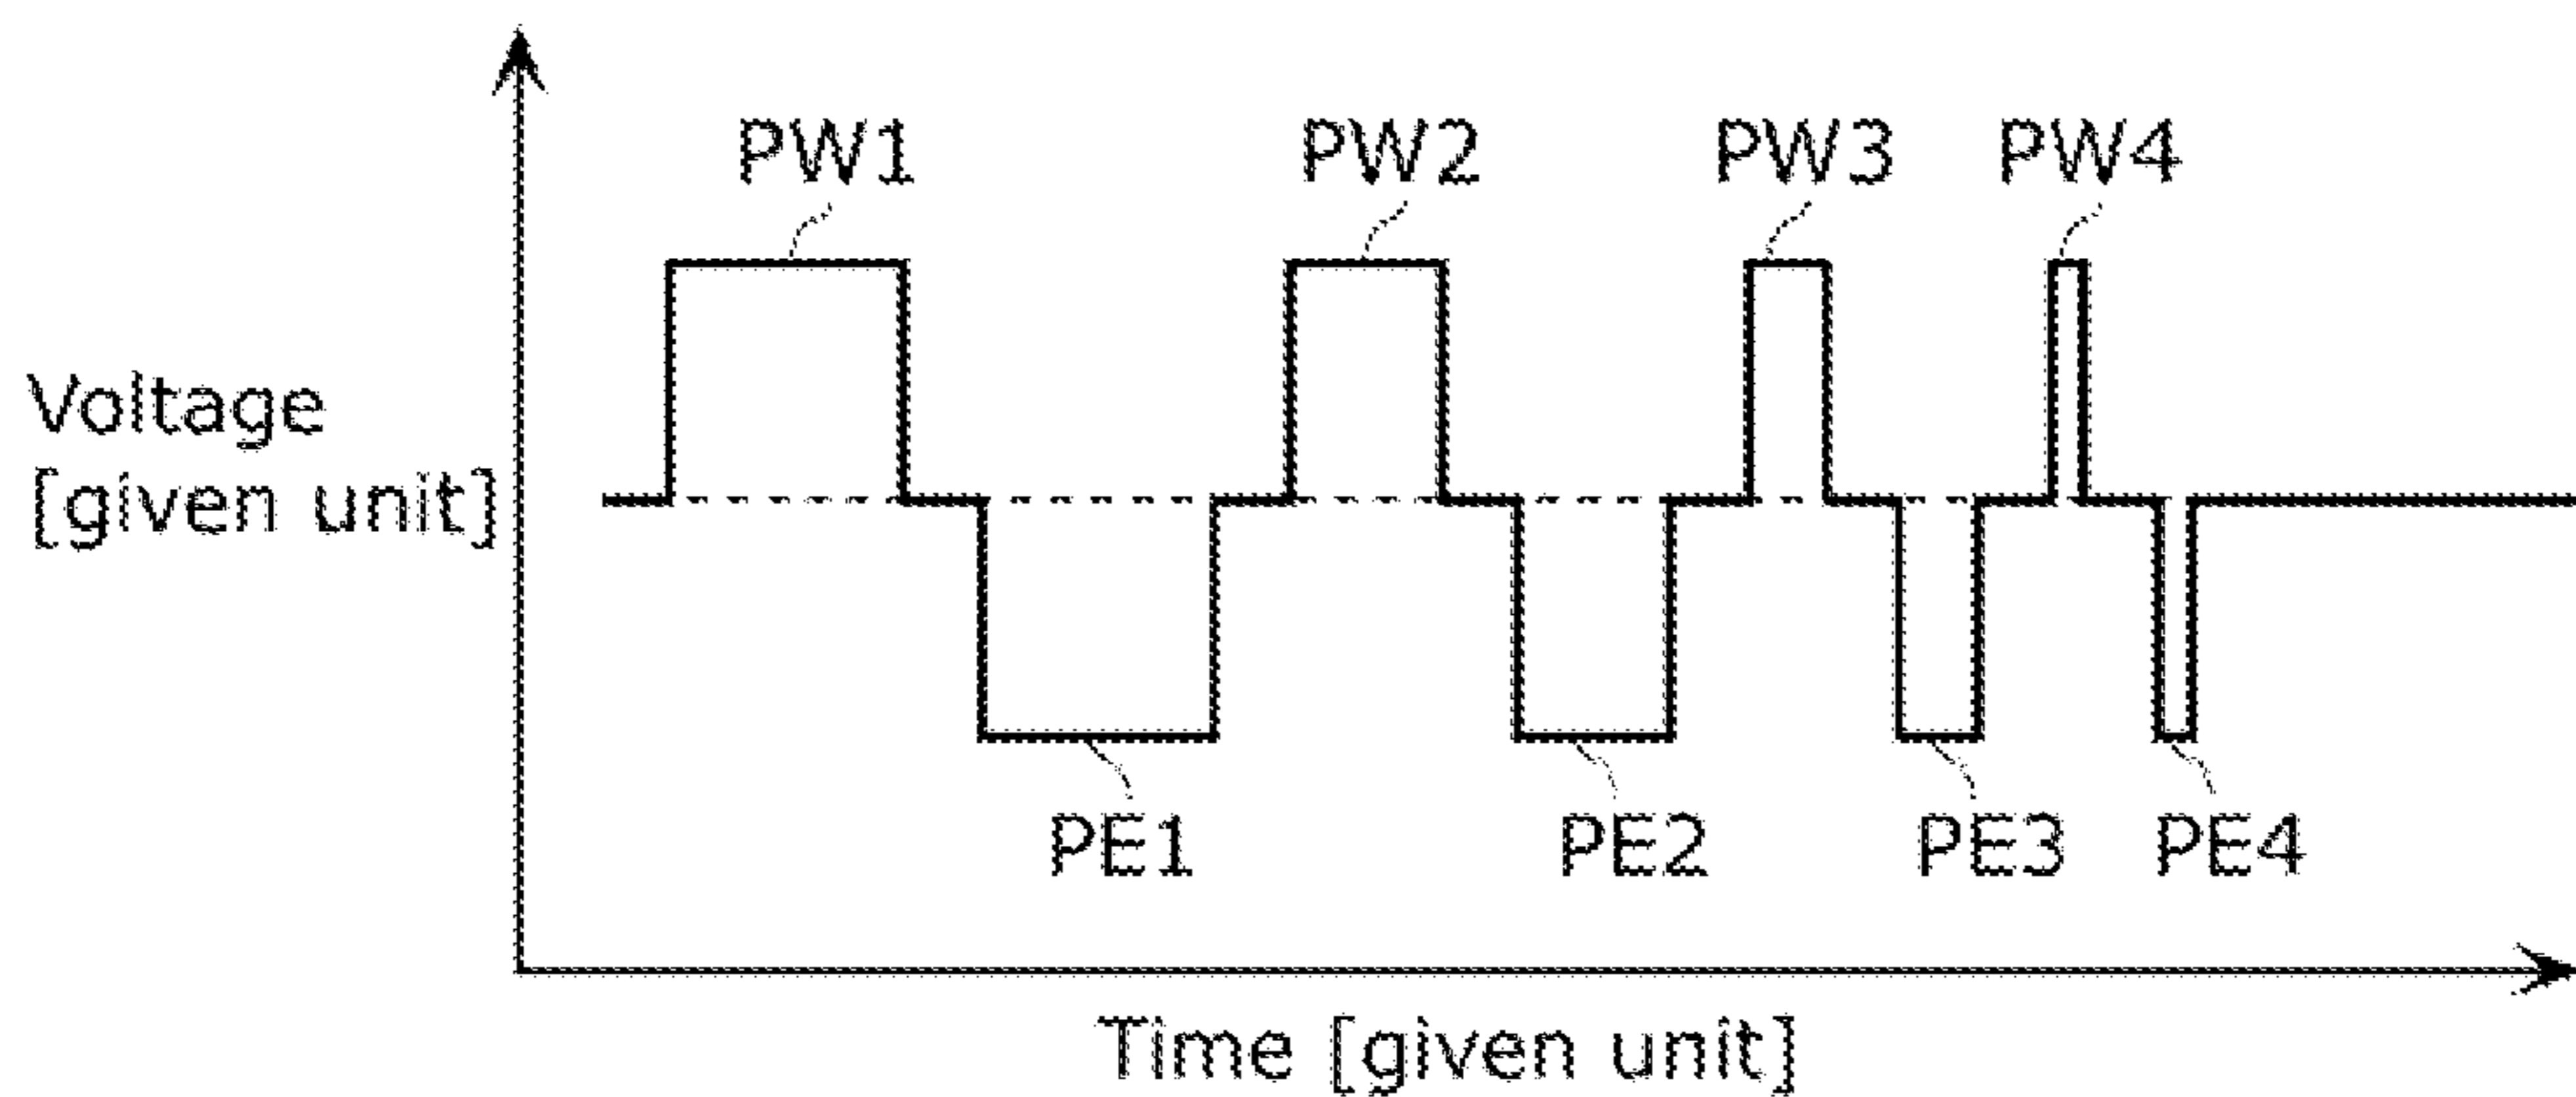 PW1 PW2 PW3 PW4
Voltage
[given unit]
PE1 PE2 PE3 PE4
Time [given unit]